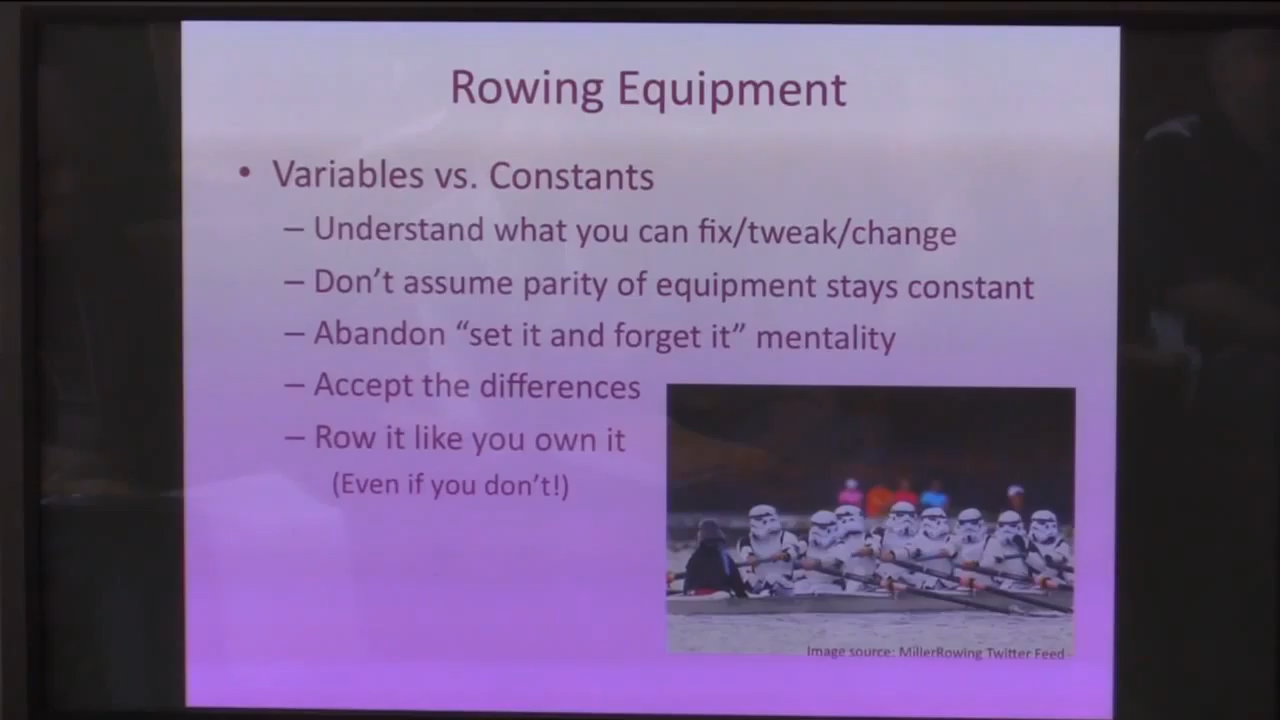 Rowing Equipment
• Variables vs. Constants
– Understand what you can fix/tweak/change
– Don’t assume parity of equipment stays constant
– Abandon “set it and forget it” mentality
– Accept the differences
– Row it like you own it
(Even if you don’t!)
Image source: MillerRowing Twitter Feed